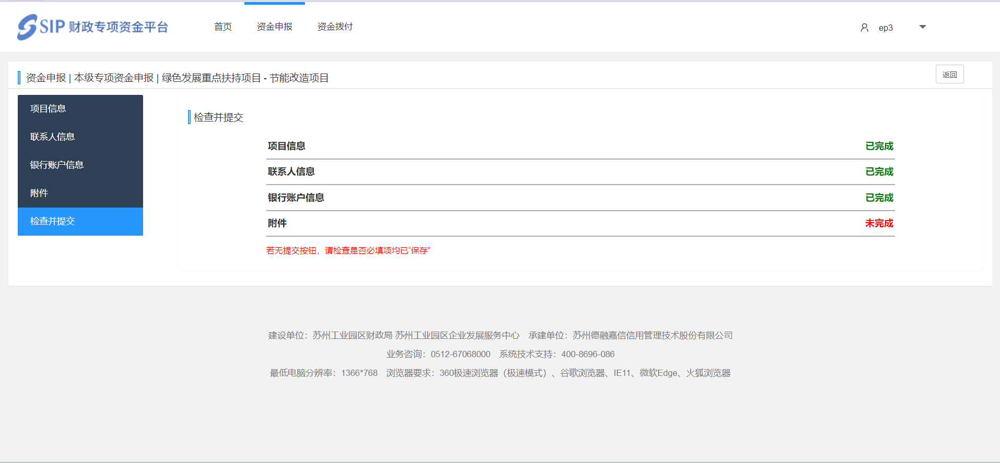 SIP 财政专项资金平台
首页 资金申报 资金拨付 ep3
资金申报 | 本级专项资金申报 | 绿色发展重点扶持项目 - 节能改造项目 返回
项目信息
联系人信息
银行账户信息
附件
检查并提交
检查并提交
项目信息 已完成
联系人信息 已完成
银行账户信息 已完成
附件 未完成
若无提交按钮，请检查是否必填项均已“保存”
建设单位：苏州工业园区财政局 苏州工业园区企业发展服务中心 承建单位：苏州德融嘉信信用管理技术股份有限公司
业务咨询：0512-67068000 系统技术支持：400-8696-086
最低电脑分辨率：1366*768 浏览器要求：360极速浏览器（极速模式）、谷歌浏览器、IE11、微软Edge、火狐浏览器